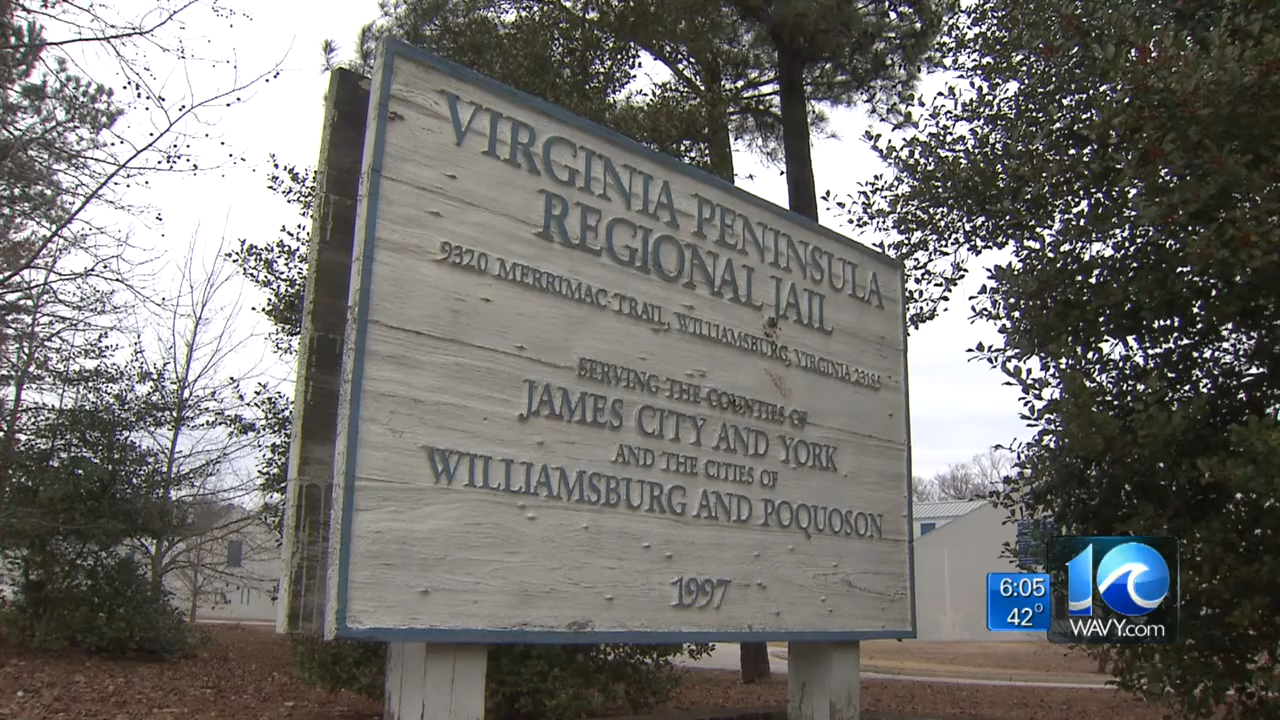 VIRGINIA PENINSULA
REGIONAL JAIL
9320 MERRIMAC TRAIL, WILLIAMSBURG, VIRGINIA 23185
SERVING THE COUNTIES OF
JAMES CITY AND YORK
AND THE CITIES OF
WILLIAMSBURG AND POQUOSON
1997
6:05
42°
10
WAVY.com